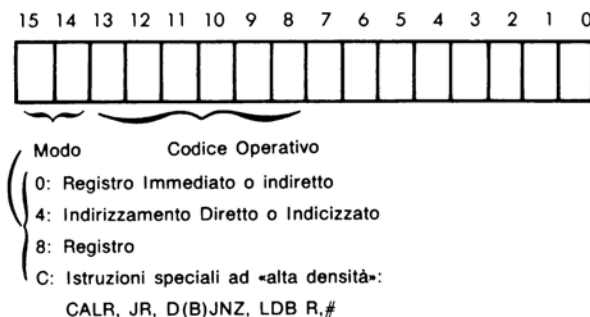 15 14 13 12 11 10 9 8 7 6 5 4 3 2 1 0
Modo Codice Operativo
0: Registro Immediato o indiretto
4: Indirizzamento Diretto o Indicizzato
8: Registro
C: Istruzioni speciali ad «alta densità»:
CALR, JR, D(B)JNZ, LDB R,#